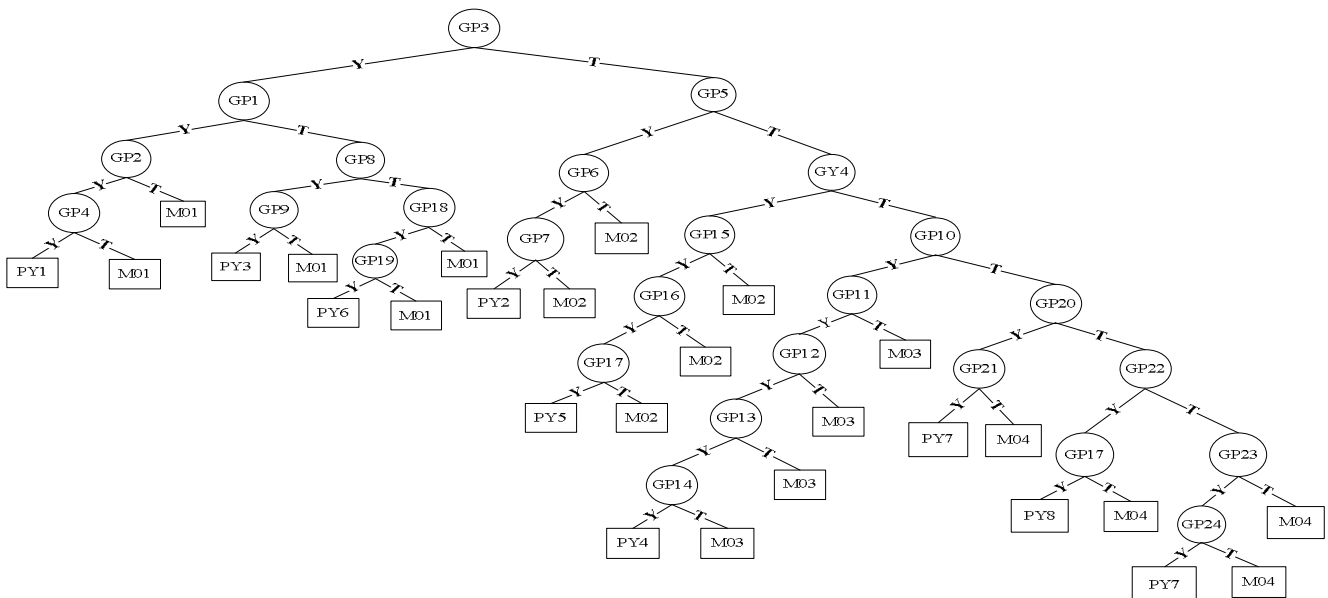 GP3
Y T
GP1 GP5
Y T Y T
GP2 GP8 GP6 GY4
Y T Y T Y T Y T
GP4 M01 GP9 GP18 GP7 M02 GP15 GP10
Y T Y T Y T Y T Y T Y T
PY1 M01 PY3 M01 GP19 M01 PY2 M02 GP16 M02 GP11 GP20
Y T Y T Y T Y T
PY6 M01 GP17 M02 GP12 M03 GP21 GP22
Y T Y T Y T Y T
PY5 M02 GP13 M03 PY7 M04 GP17 GP23
Y T Y T Y T
GP14 M03 PY8 M04 GP24 M04
Y T Y T
PY4 M03 PY7 M04